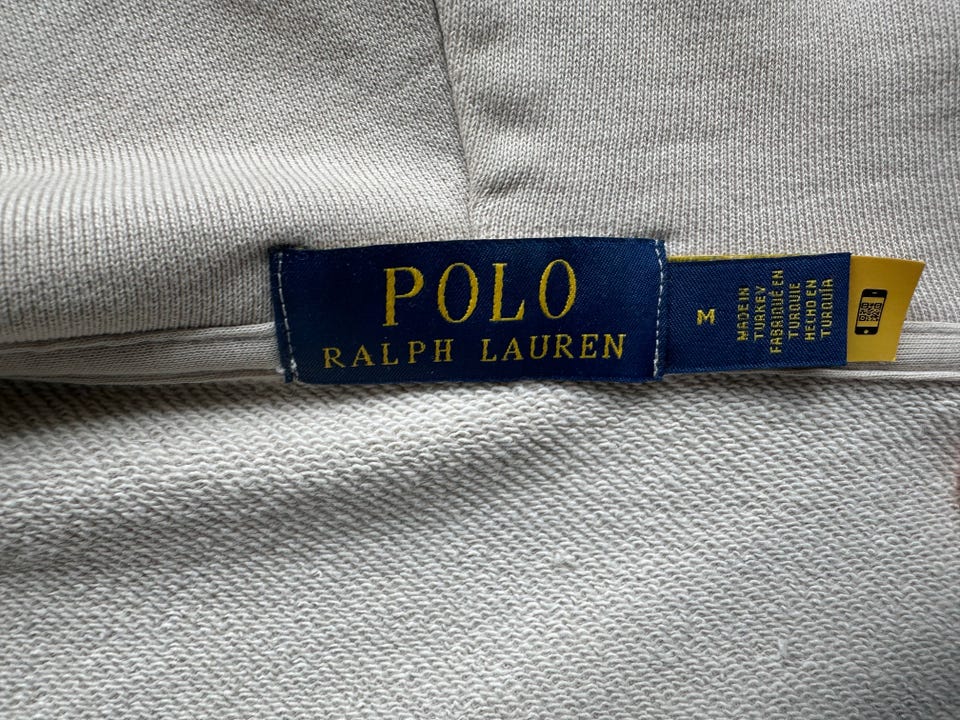 POLO
RALPH LAUREN
M
MADE IN
TURKEY
FABRIQUÉ EN
TURQUIE
HECHO EN
TURQUÍA